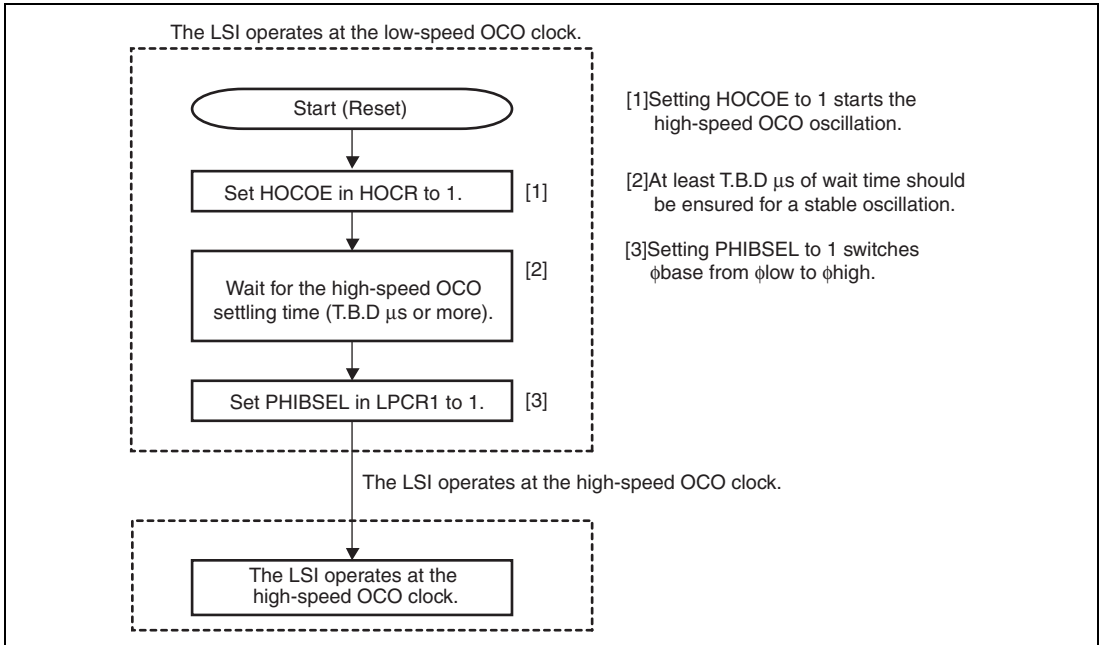 The LSI operates at the low-speed OCO clock.
Start (Reset)
Set HOCOE in HOCR to 1.
[1]
Wait for the high-speed OCO
settling time (T.B.D μs or more).
[2]
Set PHIBSEL in LPCR1 to 1.
[3]
The LSI operates at the high-speed OCO clock.
The LSI operates at the
high-speed OCO clock.
[1]Setting HOCOE to 1 starts the
high-speed OCO oscillation.
[2]At least T.B.D μs of wait time should
be ensured for a stable oscillation.
[3]Setting PHIBSEL to 1 switches
ϕbase from ϕlow to ϕhigh.